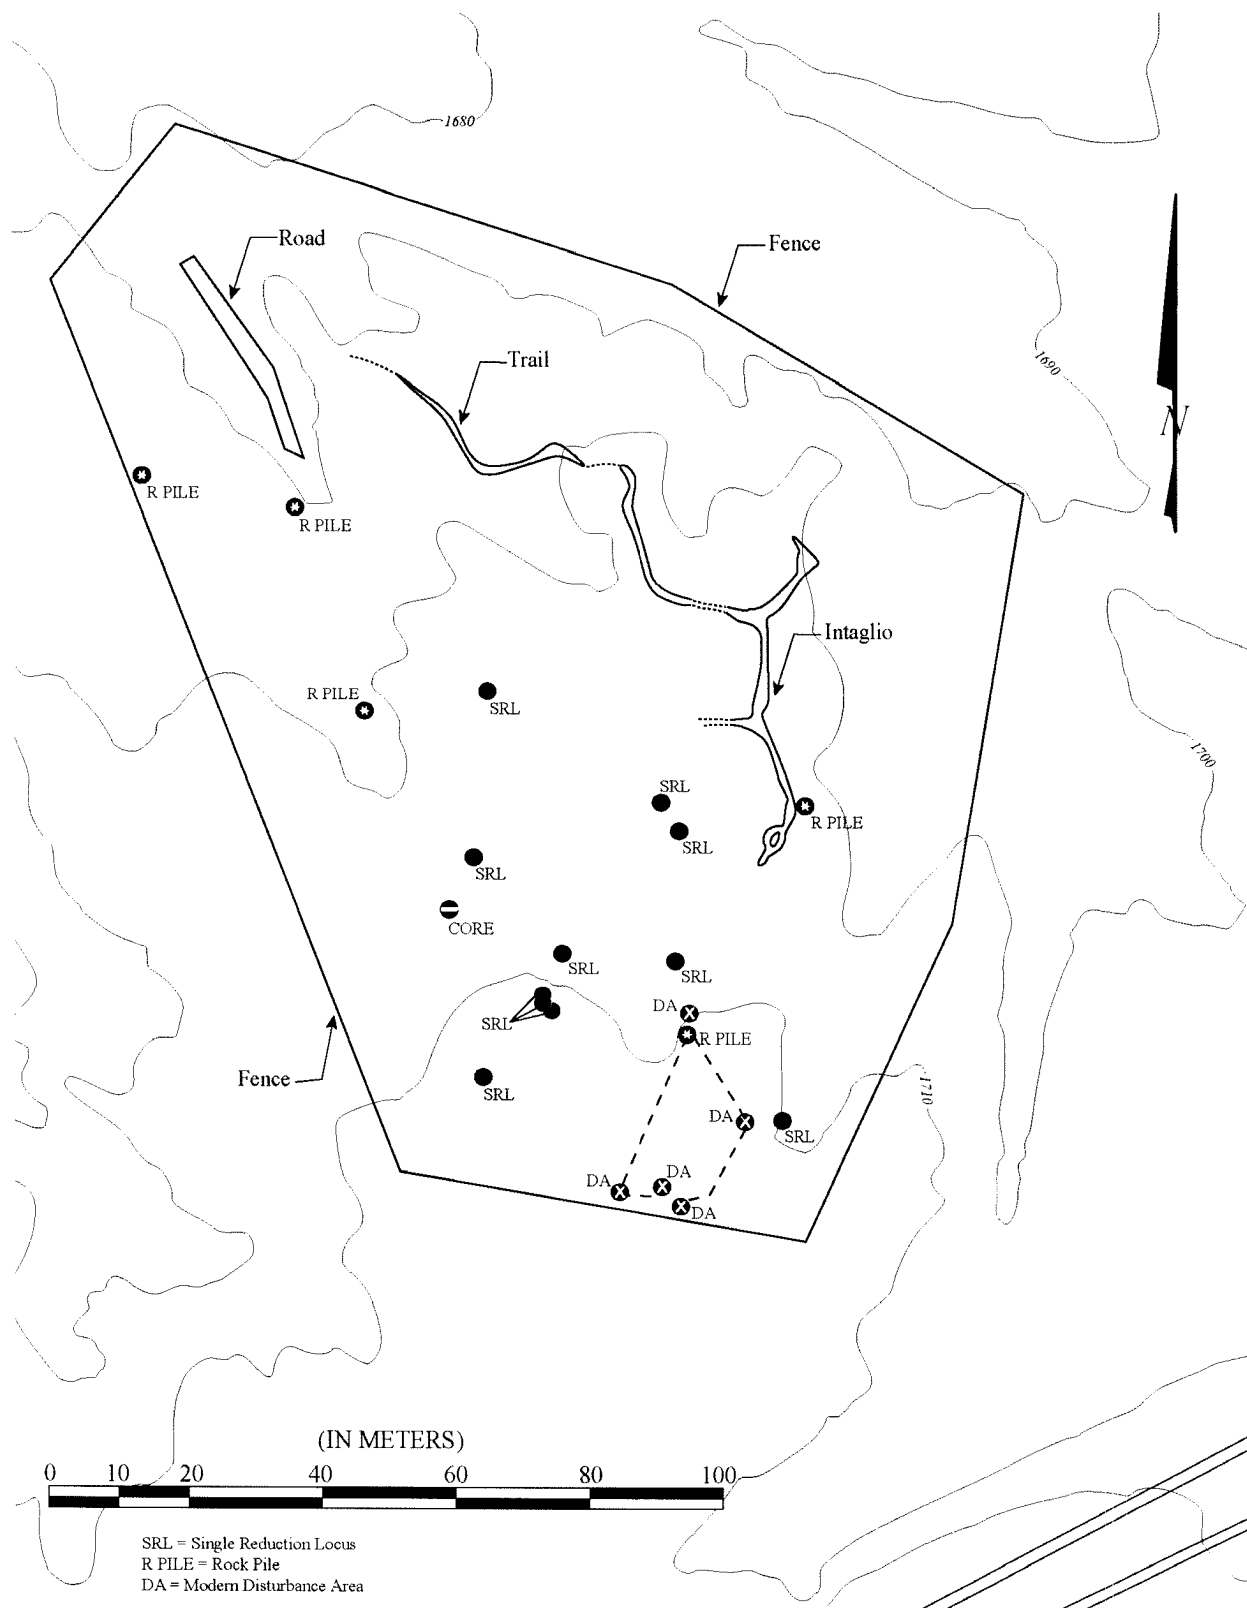 1680
Road
Fence
Trail
1690
N
R PILE
R PILE
Intaglio
R PILE
SRL
1700
SRL
R PILE
SRL
SRL
CORE
SRL
SRL
DA
SRL
R PILE
Fence
SRL
1710
DA
SRL
DA
DA
DA
(IN METERS)
0 10 20 40 60 80 100
SRL = Single Reduction Locus
R PILE = Rock Pile
DA = Modern Disturbance Area